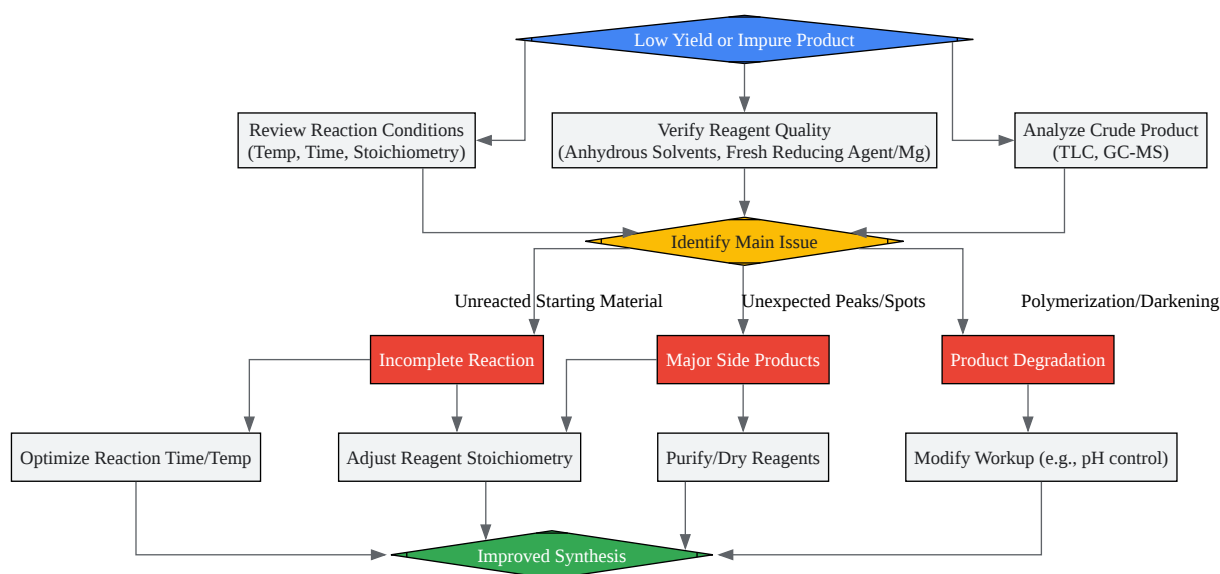 Low Yield or Impure Product
Review Reaction Conditions
(Temp, Time, Stoichiometry)
Verify Reagent Quality
(Anhydrous Solvents, Fresh Reducing Agent/Mg)
Analyze Crude Product
(TLC, GC-MS)
Identify Main Issue
Unreacted Starting Material
Unexpected Peaks/Spots
Polymerization/Darkening
Incomplete Reaction
Major Side Products
Product Degradation
Optimize Reaction Time/Temp
Adjust Reagent Stoichiometry
Purify/Dry Reagents
Modify Workup (e.g., pH control)
Improved Synthesis